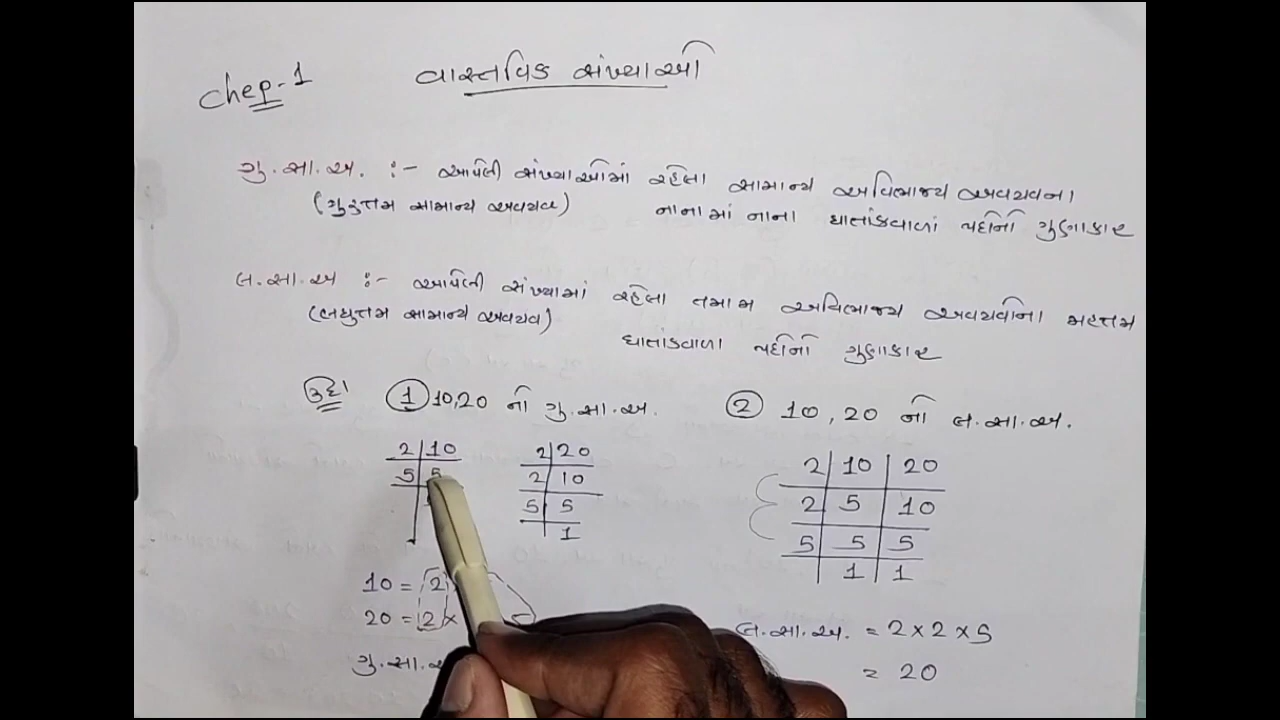 Chep-1 વાસ્તવિક સંખ્યાઓ
ગુ.સા.અ. :- આપેલી સંખ્યાઓમાં રહેલા સામાન્ય અવિભાજ્ય અવયવના
(ગુરુત્તમ સામાન્ય અવયવ) નાનામાં નાના ઘાતાંકવાળાં પદોનો ગુણાકાર
લ.સા.અ :- આપેલી સંખ્યામાં રહેલા તમામ અવિભાજ્ય અવયવોના મહત્તમ
(લઘુત્તમ સામાન્ય અવયવ) ઘાતાંકવાળા પદોનો ગુણાકાર
ઉદા ① 10,20 નો ગુ.સા.અ. ② 10, 20 નો લ.સા.અ.
2 10 2 20 2 10 20
5 5 2 10 2 5 10
5 5 5 5 5
1 1 1
10 = 2
20 = 2 ×
ગુ.સા.અ લ.સા.અ. = 2 × 2 × 5
= 20